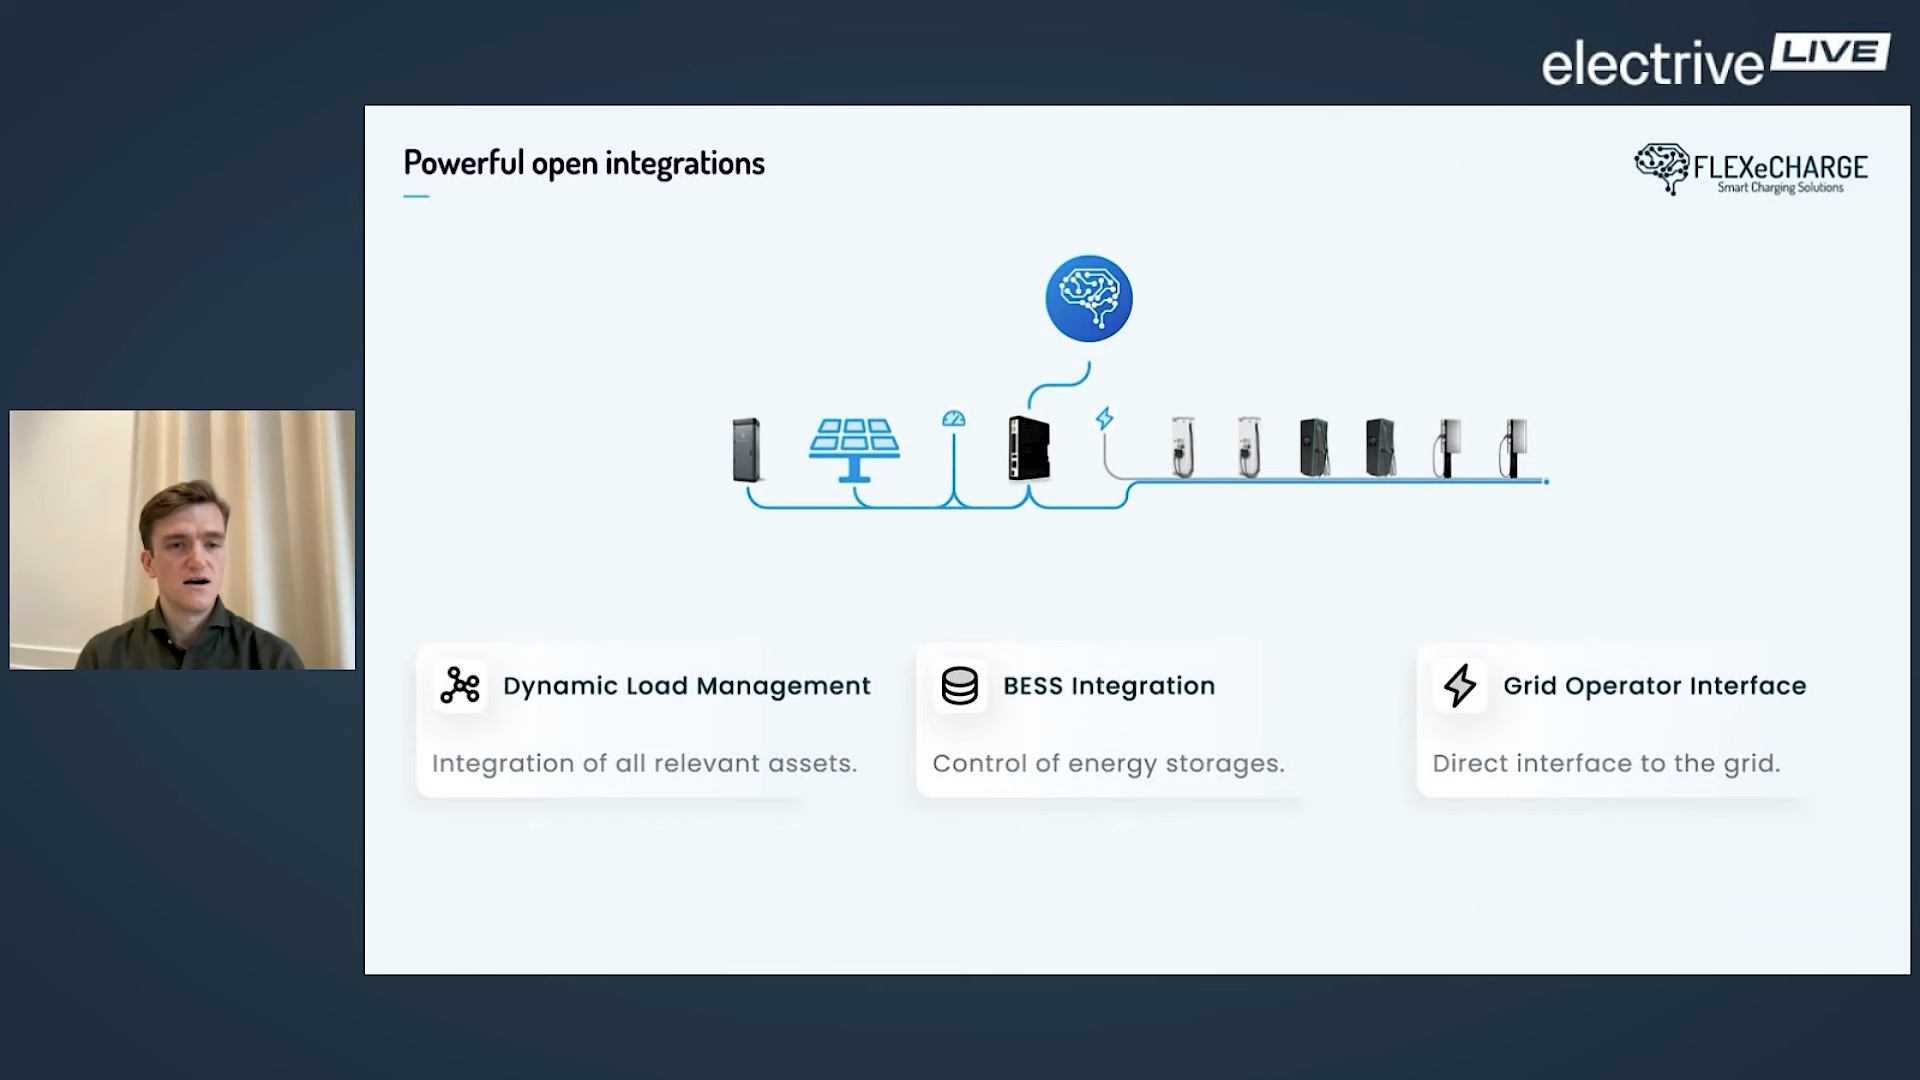 electrive LIVE
Powerful open integrations
FLEXeCHARGE
Smart Charging Solutions
Dynamic Load Management
Integration of all relevant assets.
BESS Integration
Control of energy storages.
Grid Operator Interface
Direct interface to the grid.